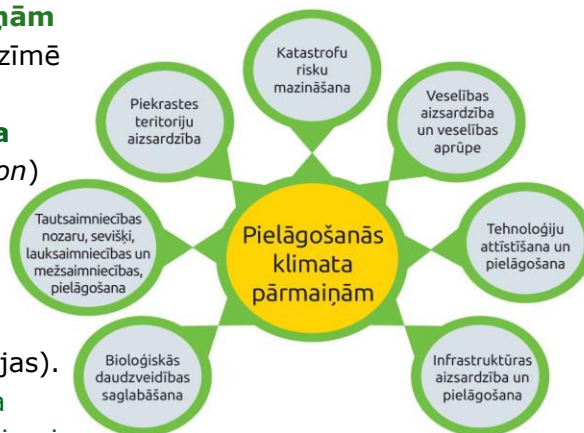 ņām
zīmē
a
on)
jas).
a
Katastrofu
risku
mazināšana
Piekrastes
teritoriju
aizsardzība
Veselības
aizsardzība
un veselības
aprūpe
Tautsaimniecības
nozaru, sevišķi,
lauksaimniecības un
mežsaimniecības,
pielāgošana
Pielāgošanās
klimata
pārmaiņām
Tehnoloģiju
attīstīšana un
pielāgošana
Bioloģiskās
daudzveidības
saglabāšana
Infrastruktūras
aizsardzība un
pielāgošana